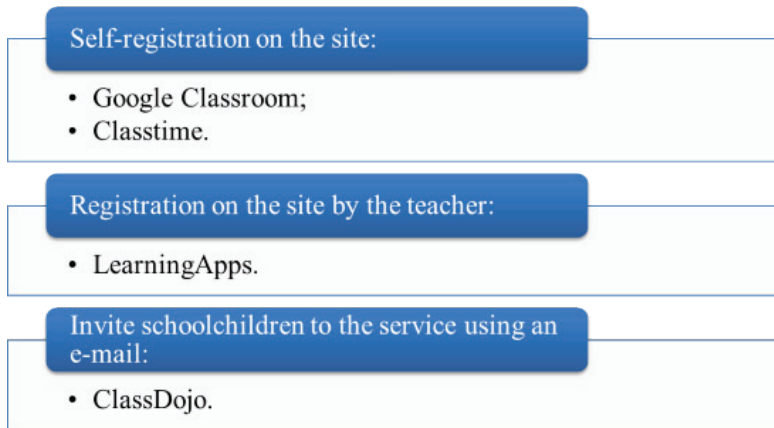 Self-registration on the site:
• Google Classroom;
• Classtime.
Registration on the site by the teacher:
• LearningApps.
Invite schoolchildren to the service using an
e-mail:
• ClassDojo.